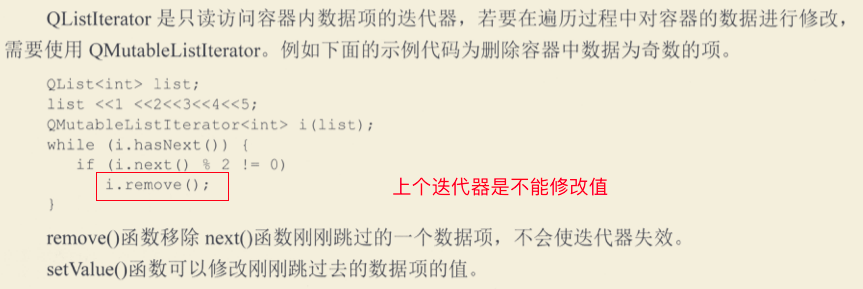 QListIterator 是只读访问容器内数据项的迭代器，若要在遍历过程中对容器的数据进行修改，
需要使用 QMutableListIterator。例如下面的示例代码为删除容器中数据为奇数的项。
QList<int> list;
list <<1 <<2<<3<<4<<5;
QMutableListIterator<int> i(list);
while (i.hasNext()) {
if (i.next() % 2 != 0)
i.remove();
上个迭代器是不能修改值
}
remove()函数移除 next()函数刚刚跳过的一个数据项，不会使迭代器失效。
setValue()函数可以修改刚刚跳过去的数据项的值。